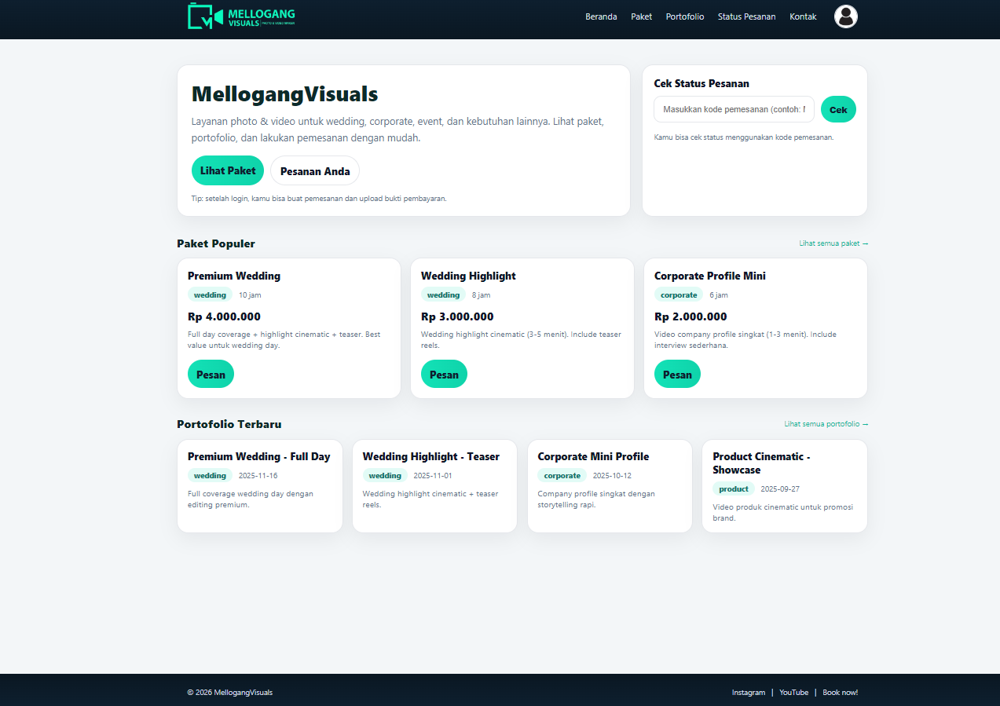 MELLOGANG
VISUALS | PHOTO & VIDEO MAKER
Beranda Paket Portofolio Status Pesanan Kontak
MellogangVisuals
Layanan photo & video untuk wedding, corporate, event, dan kebutuhan lainnya. Lihat paket,
portofolio, dan lakukan pemesanan dengan mudah.
Lihat Paket Pesanan Anda
Tip: setelah login, kamu bisa buat pemesanan dan upload bukti pembayaran.
Cek Status Pesanan
Masukkan kode pemesanan (contoh: Cek
Kamu bisa cek status menggunakan kode pemesanan.
Paket Populer Lihat semua paket →
Premium Wedding
wedding 10 jam
Rp 4.000.000
Full day coverage + highlight cinematic + teaser. Best
value untuk wedding day.
Pesan
Wedding Highlight
wedding 8 jam
Rp 3.000.000
Wedding highlight cinematic (3-5 menit). Include teaser
reels.
Pesan
Corporate Profile Mini
corporate 6 jam
Rp 2.000.000
Video company profile singkat (1-3 menit). Include
interview sederhana.
Pesan
Portofolio Terbaru Lihat semua portofolio →
Premium Wedding - Full Day
wedding 2025-11-16
Full coverage wedding day dengan
editing premium.
Wedding Highlight - Teaser
wedding 2025-11-01
Wedding highlight cinematic + teaser
reels.
Corporate Mini Profile
corporate 2025-10-12
Company profile singkat dengan
storytelling rapi.
Product Cinematic -
Showcase
product 2025-09-27
Video produk cinematic untuk promosi
brand.
© 2026 MellogangVisuals
Instagram | YouTube | Book now!